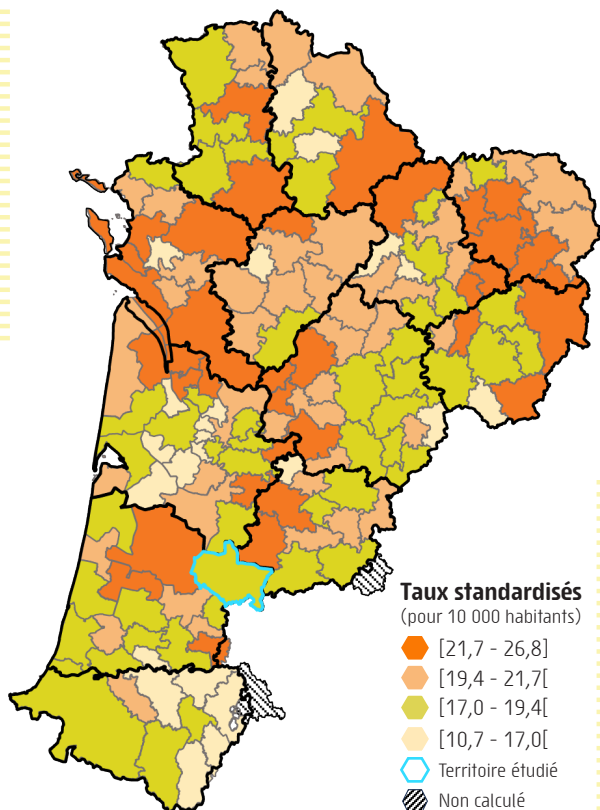 Taux standardisés
(pour 10 000 habitants)
[21,7 - 26,8]
[19,4 - 21,7[
[17,0 - 19,4[
[10,7 - 17,0[
Territoire étudié
Non calculé